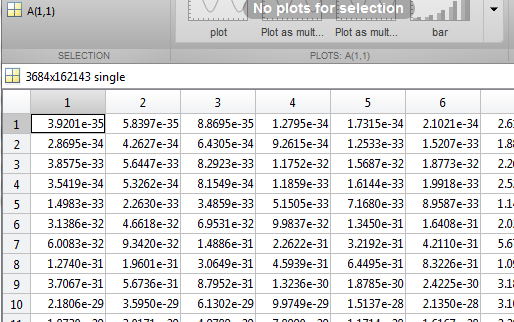 A(1,1)
No plots for selection
plot Plot as mult... Plot as mult... bar
SELECTION PLOTS: A(1,1)
3684x162143 single
1 2 3 4 5 6
1 3.9201e-35 5.8397e-35 8.8695e-35 1.2795e-34 1.7315e-34 2.1021e-34
2 2.8695e-34 4.2627e-34 6.4305e-34 9.2615e-34 1.2533e-33 1.5207e-33
3 3.8575e-33 5.6447e-33 8.2923e-33 1.1752e-32 1.5687e-32 1.8773e-32
4 3.5419e-34 5.3262e-34 8.1549e-34 1.1859e-33 1.6144e-33 1.9918e-33
5 1.4983e-33 2.2630e-33 3.4859e-33 5.1505e-33 7.1680e-33 8.9587e-33
6 3.1386e-32 4.6618e-32 6.9531e-32 9.9837e-32 1.3450e-31 1.6408e-31
7 6.0083e-32 9.3420e-32 1.4886e-31 2.2622e-31 3.2192e-31 4.2110e-31
8 1.2740e-31 1.9601e-31 3.0649e-31 4.5939e-31 6.4495e-31 8.3226e-31
9 3.7067e-31 5.6736e-31 8.7952e-31 1.3236e-30 1.8785e-30 2.4225e-30
10 2.1806e-29 3.5950e-29 6.1302e-29 9.9749e-29 1.5137e-28 2.1350e-28